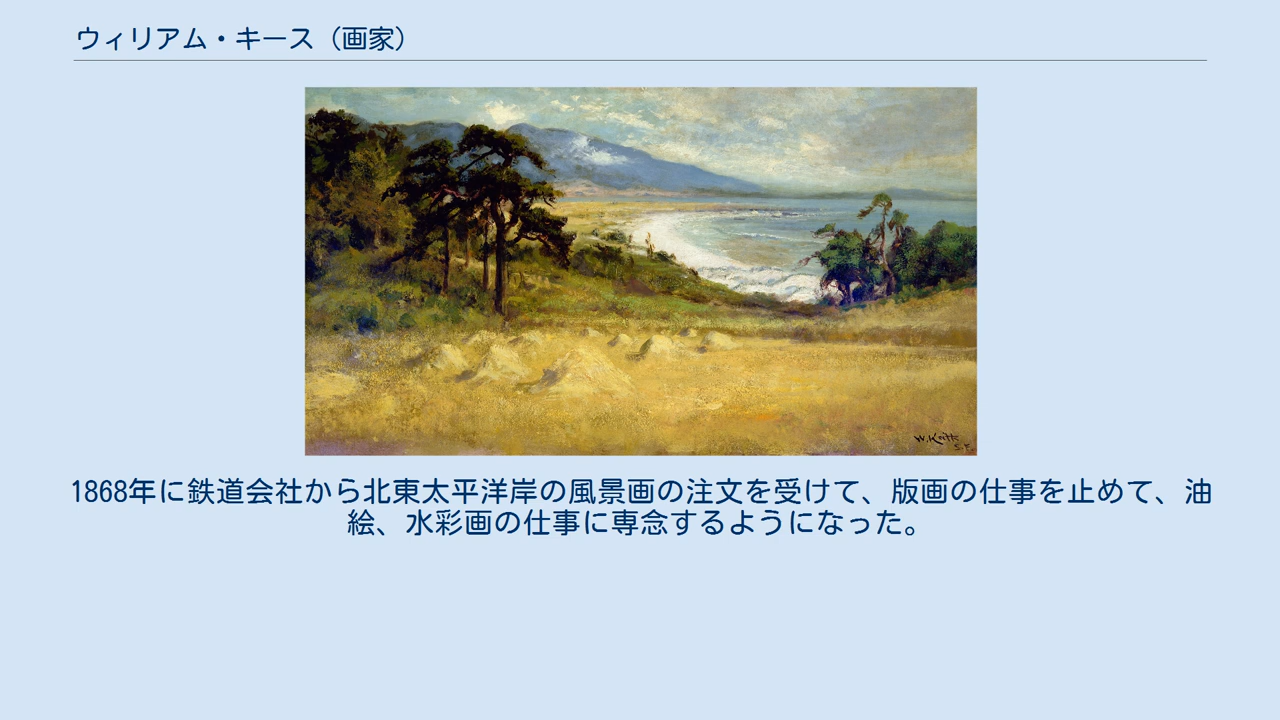 ウィリアム・キース（画家）
W. Keith
S.F.
1868年に鉄道会社から北東太平洋岸の風景画の注文を受けて、版画の仕事を止めて、油
絵、水彩画の仕事に専念するようになった。